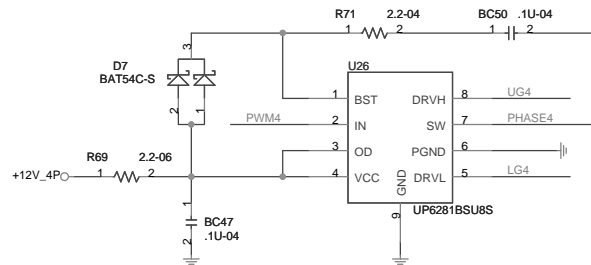 R71 2.2-04 BC50 .1U-04
1 2 1 2
3
D7
BAT54C-S
2 1
U26
1 BST DRVH 8 UG4
PWM4 2 IN SW 7 PHASE4
3 OD PGND 6
4 VCC DRVL 5 LG4
GND
9
UP6281BSU8S
R69 2.2-06
+12V_4P 1 2
1
BC47
.1U-04
2